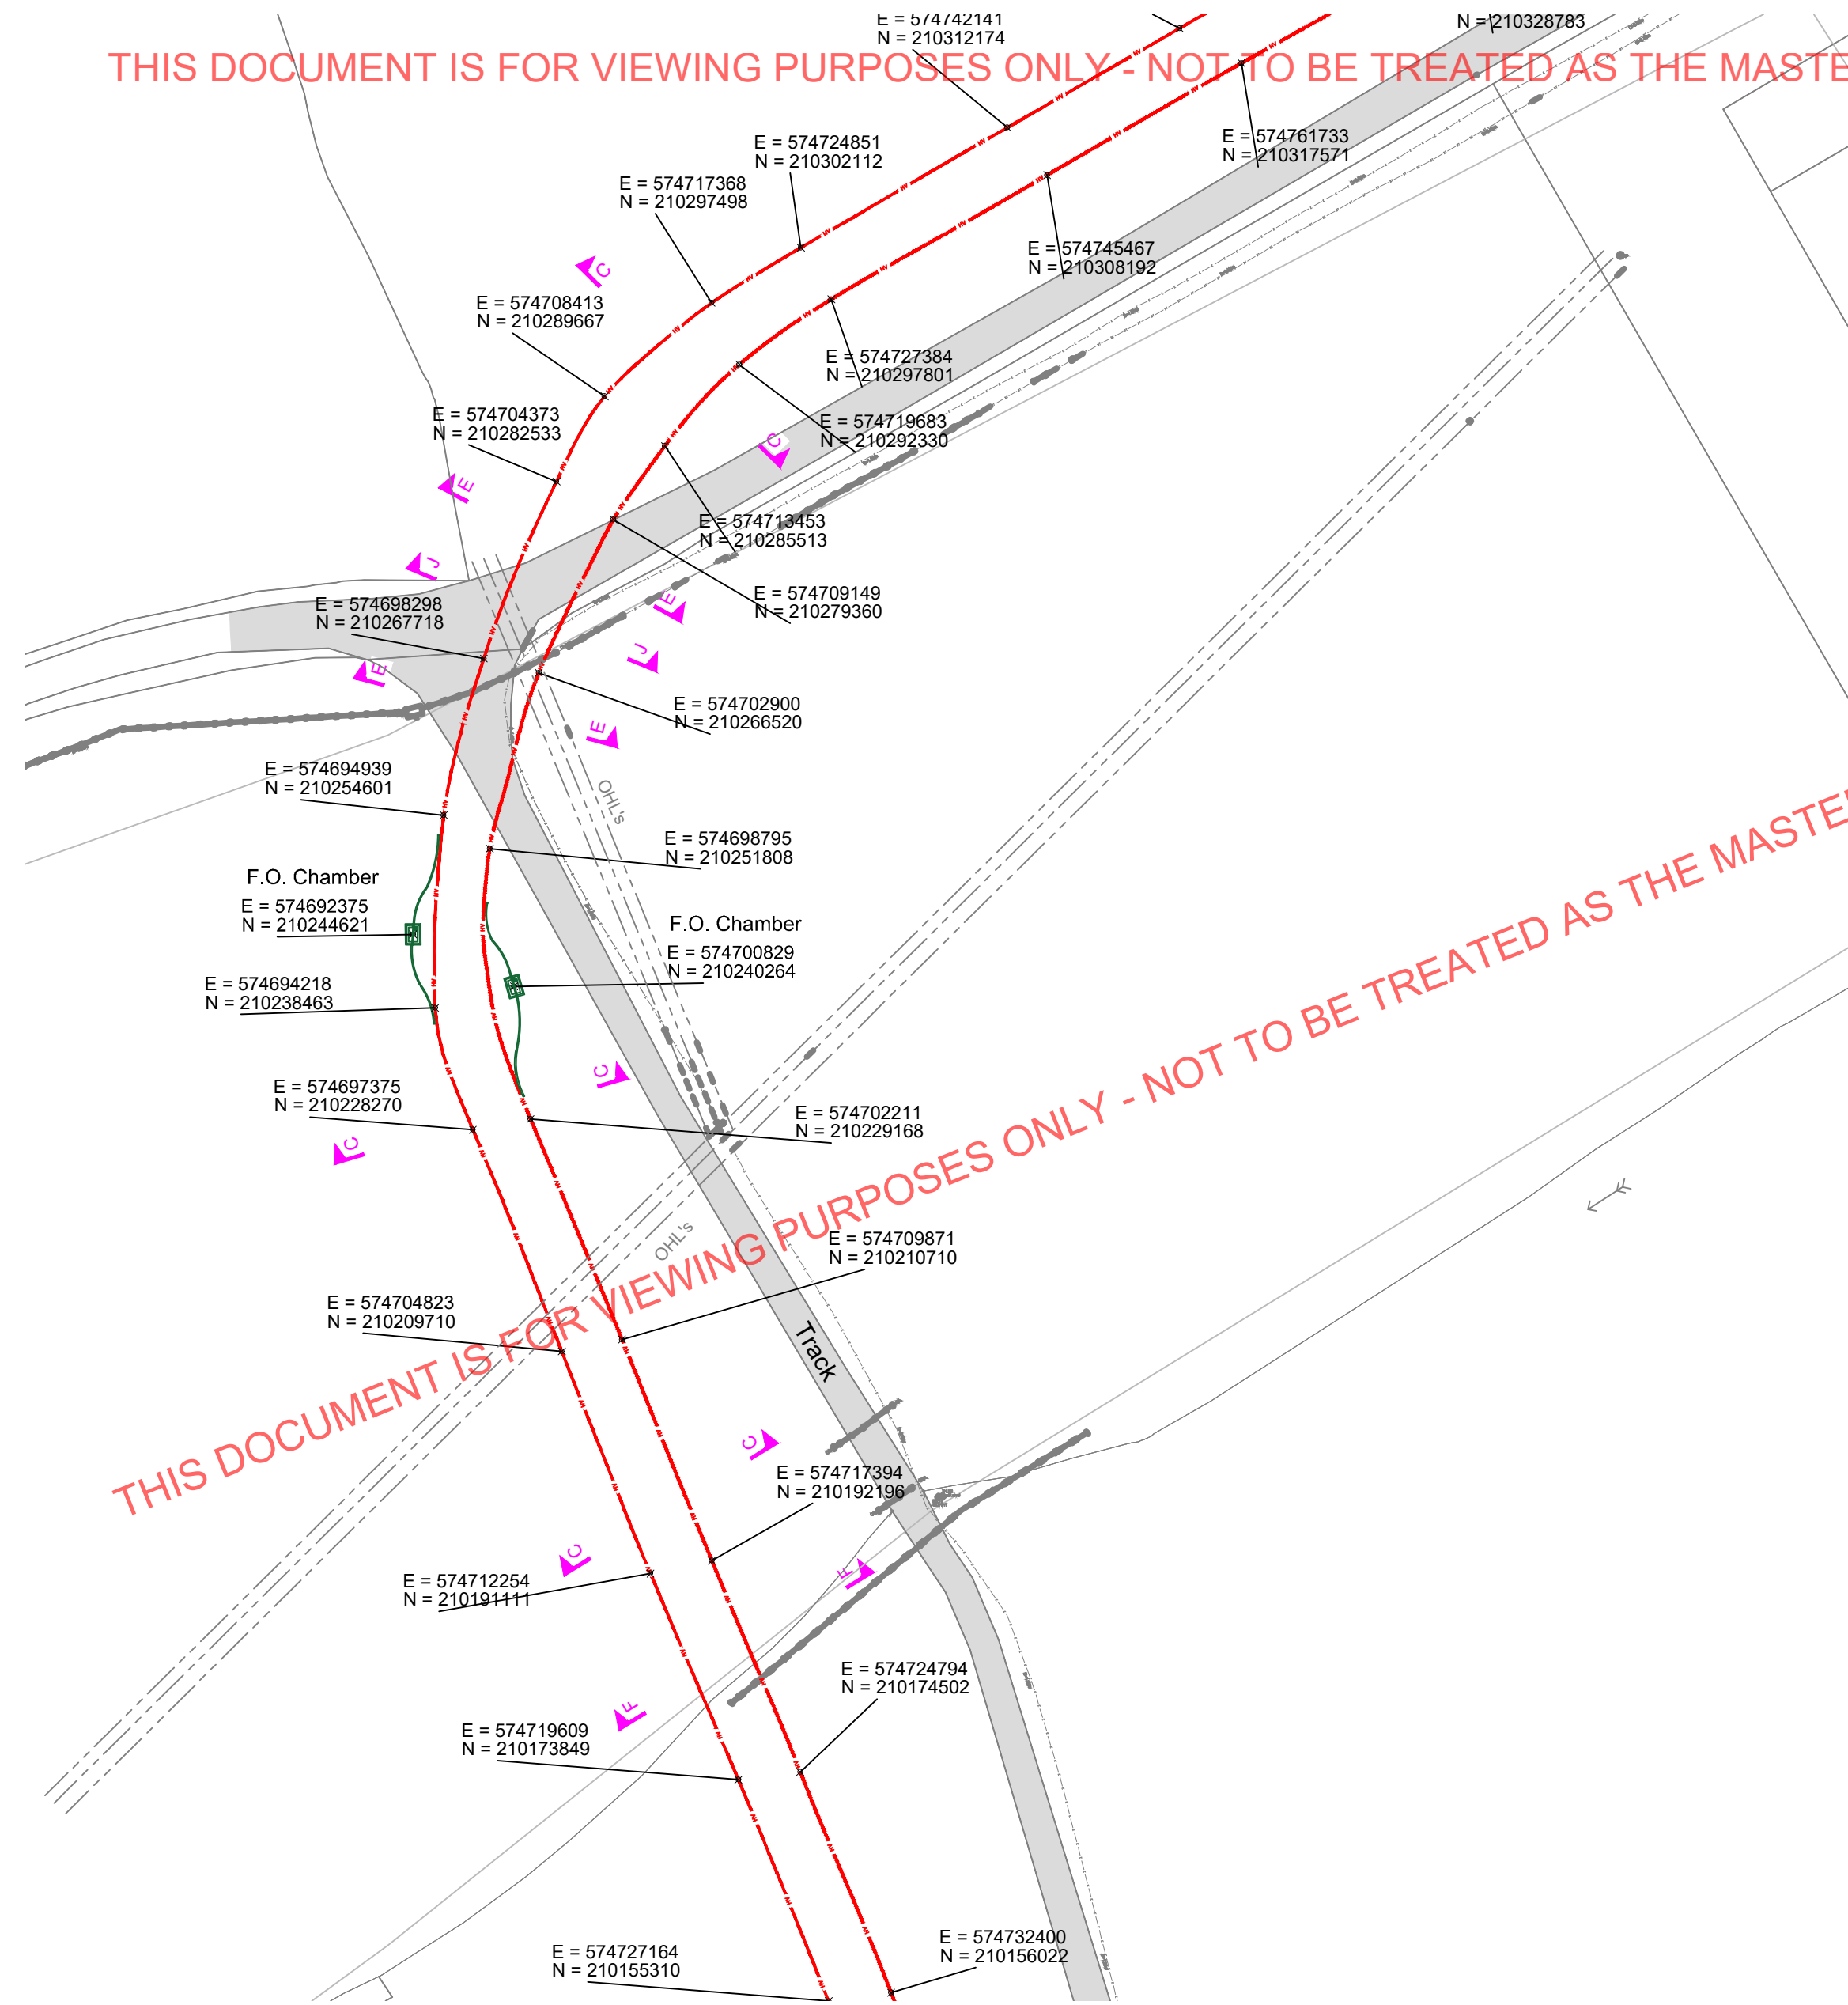 E = 574742141
N = 210312174
N = 210328783
THIS DOCUMENT IS FOR VIEWING PURPOSES ONLY - NOT TO BE TREATED AS THE MASTE
E = 574724851
N = 210302112
E = 574761733
N = 210317571
E = 574717368
N = 210297498
E = 574745467
N = 210308192
C
E = 574708413
N = 210289667
E = 574727384
N = 210297801
E = 574704373
N = 210282533
E = 574719683
N = 210292330
C
E
E = 574713453
N = 210285513
J
E = 574709149
N = 210279360
E
E = 574698298
N = 210267718
J
E
E = 574702900
N = 210266520
E
E = 574694939
N = 210254601
OHL's
E = 574698795
N = 210251808
F.O. Chamber
E = 574692375
N = 210244621
F.O. Chamber
E = 574700829
N = 210240264
E = 574694218
N = 210238463
C
E = 574697375
N = 210228270
E = 574702211
N = 210229168
C
THIS DOCUMENT IS FOR VIEWING PURPOSES ONLY - NOT TO BE TREATED AS THE MASTE
OHL's
E = 574709871
N = 210210710
E = 574704823
N = 210209710
Track
C
E = 574717394
N = 210192196
C
E = 574712254
N = 210191111
F
E = 574724794
N = 210174502
F
E = 574719609
N = 210173849
E = 574732400
N = 210156022
E = 574727164
N = 210155310